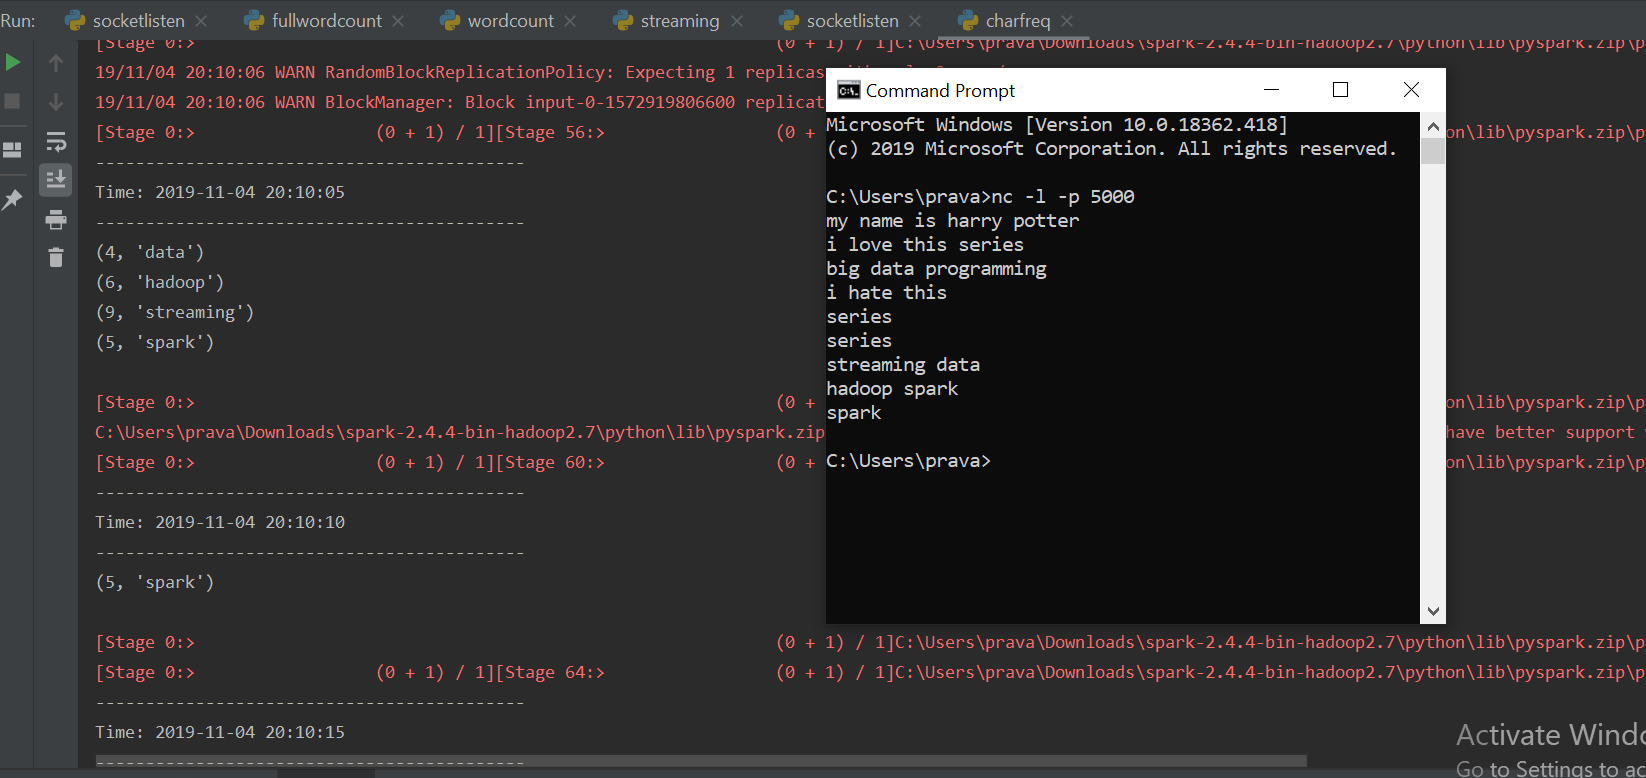 Run: socketlisten fullwordcount wordcount streaming socketlisten charfreq
[Stage 0:> (0 + 1) / 1]C:\Users\prava\Downloads\spark-2.4.4-bin-hadoop2.7\python\lib\pyspark.zip\p
19/11/04 20:10:06 WARN RandomBlockReplicationPolicy: Expecting 1 replicas
19/11/04 20:10:06 WARN BlockManager: Block input-0-1572919806600 replicat
[Stage 0:> (0 + 1) / 1][Stage 56:> (0 + on\lib\pyspark.zip\p
-------------------------------------------
Time: 2019-11-04 20:10:05
-------------------------------------------
(4, 'data')
(6, 'hadoop')
(9, 'streaming')
(5, 'spark')
[Stage 0:> (0 + on\lib\pyspark.zip\p
C:\Users\prava\Downloads\spark-2.4.4-bin-hadoop2.7\python\lib\pyspark.zip have better support
[Stage 0:> (0 + 1) / 1][Stage 60:> (0 + on\lib\pyspark.zip\p
-------------------------------------------
Time: 2019-11-04 20:10:10
-------------------------------------------
(5, 'spark')
[Stage 0:> (0 + 1) / 1]C:\Users\prava\Downloads\spark-2.4.4-bin-hadoop2.7\python\lib\pyspark.zip\p
[Stage 0:> (0 + 1) / 1][Stage 64:> (0 + 1) / 1]C:\Users\prava\Downloads\spark-2.4.4-bin-hadoop2.7\python\lib\pyspark.zip\p
-------------------------------------------
Time: 2019-11-04 20:10:15
-------------------------------------------
Command Prompt
Microsoft Windows [Version 10.0.18362.418]
(c) 2019 Microsoft Corporation. All rights reserved.
C:\Users\prava>nc -l -p 5000
my name is harry potter
i love this series
big data programming
i hate this
series
series
streaming data
hadoop spark
spark
C:\Users\prava>
Activate Windo
Go to Settings to ac